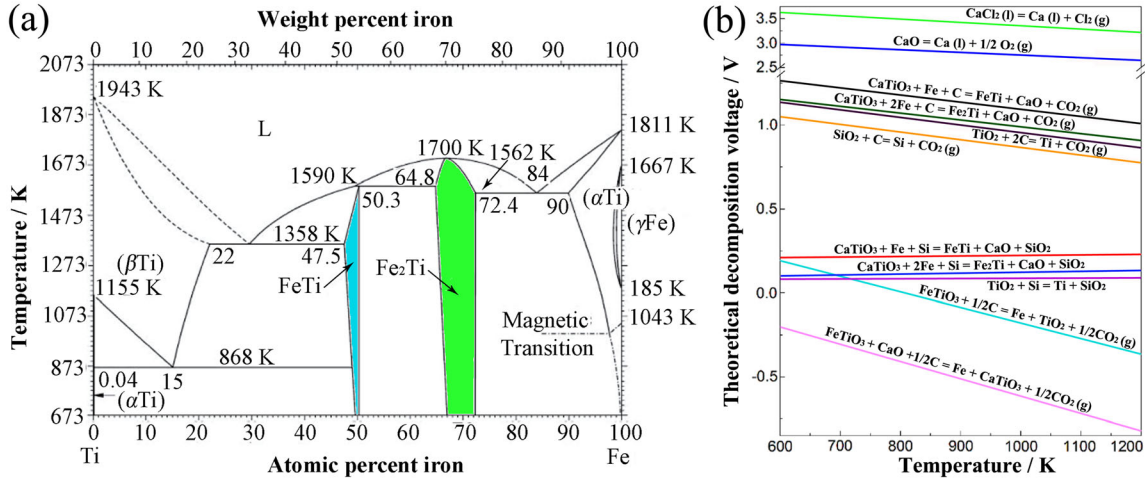 (a)
Weight percent iron
0 10 20 30 40 50 60 70 80 90 100
Temperature / K
2073
1873
1673
1473
1273
1073
873
673
1943 K
L
1811 K
1700 K
1562 K
1667 K
1590 K
64.8
84
50.3
72.4
90
(αTi)
(γFe)
1358 K
22
47.5
(βTi)
FeTi
Fe₂Ti
1155 K
185 K
1043 K
Magnetic
Transition
868 K
0.04
15
(αTi)
0 10 20 30 40 50 60 70 80 90 100
Ti
Atomic percent iron
Fe
(b)
Theoretical decomposition voltage / V
3.5
3.0
2.5
1.0
0.5
0.0
-0.5
CaCl₂ (l) = Ca (l) + Cl₂ (g)
CaO = Ca (l) + 1/2 O₂ (g)
CaTiO₃ + Fe + C = FeTi + CaO + CO₂ (g)
CaTiO₃ + 2Fe + C = Fe₂Ti + CaO + CO₂ (g)
SiO₂ + C= Si + CO₂ (g)
TiO₂ + 2C= Ti + CO₂ (g)
CaTiO₃ + Fe + Si = FeTi + CaO + SiO₂
CaTiO₃ + 2Fe + Si = Fe₂Ti + CaO + SiO₂
TiO₂ + Si = Ti + SiO₂
FeTiO₃ + 1/2C = Fe + TiO₂ + 1/2CO₂ (g)
FeTiO₃ + CaO +1/2C = Fe + CaTiO₃ + 1/2CO₂ (g)
600 700 800 900 1000 1100 1200
Temperature / K